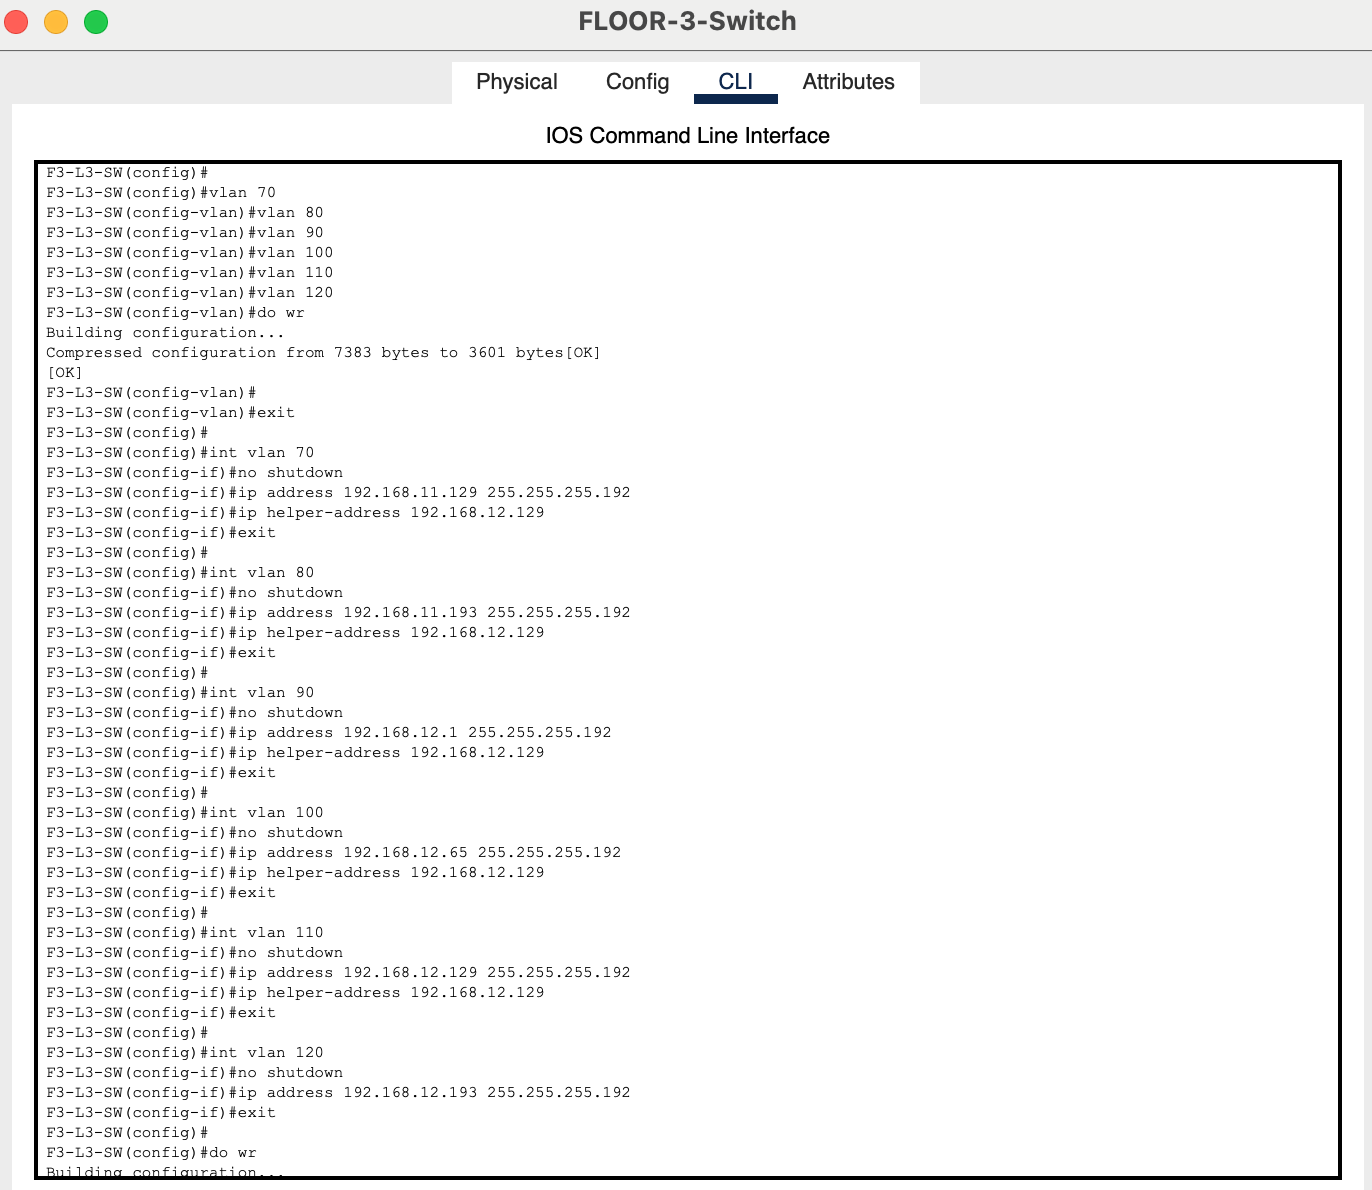 FLOOR-3-Switch
Physical Config CLI Attributes
IOS Command Line Interface
F3-L3-SW(config)#
F3-L3-SW(config)#vlan 70
F3-L3-SW(config-vlan)#vlan 80
F3-L3-SW(config-vlan)#vlan 90
F3-L3-SW(config-vlan)#vlan 100
F3-L3-SW(config-vlan)#vlan 110
F3-L3-SW(config-vlan)#vlan 120
F3-L3-SW(config-vlan)#do wr
Building configuration...
Compressed configuration from 7383 bytes to 3601 bytes[OK]
[OK]
F3-L3-SW(config-vlan)#
F3-L3-SW(config-vlan)#exit
F3-L3-SW(config)#
F3-L3-SW(config)#int vlan 70
F3-L3-SW(config-if)#no shutdown
F3-L3-SW(config-if)#ip address 192.168.11.129 255.255.255.192
F3-L3-SW(config-if)#ip helper-address 192.168.12.129
F3-L3-SW(config-if)#exit
F3-L3-SW(config)#
F3-L3-SW(config)#int vlan 80
F3-L3-SW(config-if)#no shutdown
F3-L3-SW(config-if)#ip address 192.168.11.193 255.255.255.192
F3-L3-SW(config-if)#ip helper-address 192.168.12.129
F3-L3-SW(config-if)#exit
F3-L3-SW(config)#
F3-L3-SW(config)#int vlan 90
F3-L3-SW(config-if)#no shutdown
F3-L3-SW(config-if)#ip address 192.168.12.1 255.255.255.192
F3-L3-SW(config-if)#ip helper-address 192.168.12.129
F3-L3-SW(config-if)#exit
F3-L3-SW(config)#
F3-L3-SW(config)#int vlan 100
F3-L3-SW(config-if)#no shutdown
F3-L3-SW(config-if)#ip address 192.168.12.65 255.255.255.192
F3-L3-SW(config-if)#ip helper-address 192.168.12.129
F3-L3-SW(config-if)#exit
F3-L3-SW(config)#
F3-L3-SW(config)#int vlan 110
F3-L3-SW(config-if)#no shutdown
F3-L3-SW(config-if)#ip address 192.168.12.129 255.255.255.192
F3-L3-SW(config-if)#ip helper-address 192.168.12.129
F3-L3-SW(config-if)#exit
F3-L3-SW(config)#
F3-L3-SW(config)#int vlan 120
F3-L3-SW(config-if)#no shutdown
F3-L3-SW(config-if)#ip address 192.168.12.193 255.255.255.192
F3-L3-SW(config-if)#exit
F3-L3-SW(config)#
F3-L3-SW(config)#do wr
Building configuration...